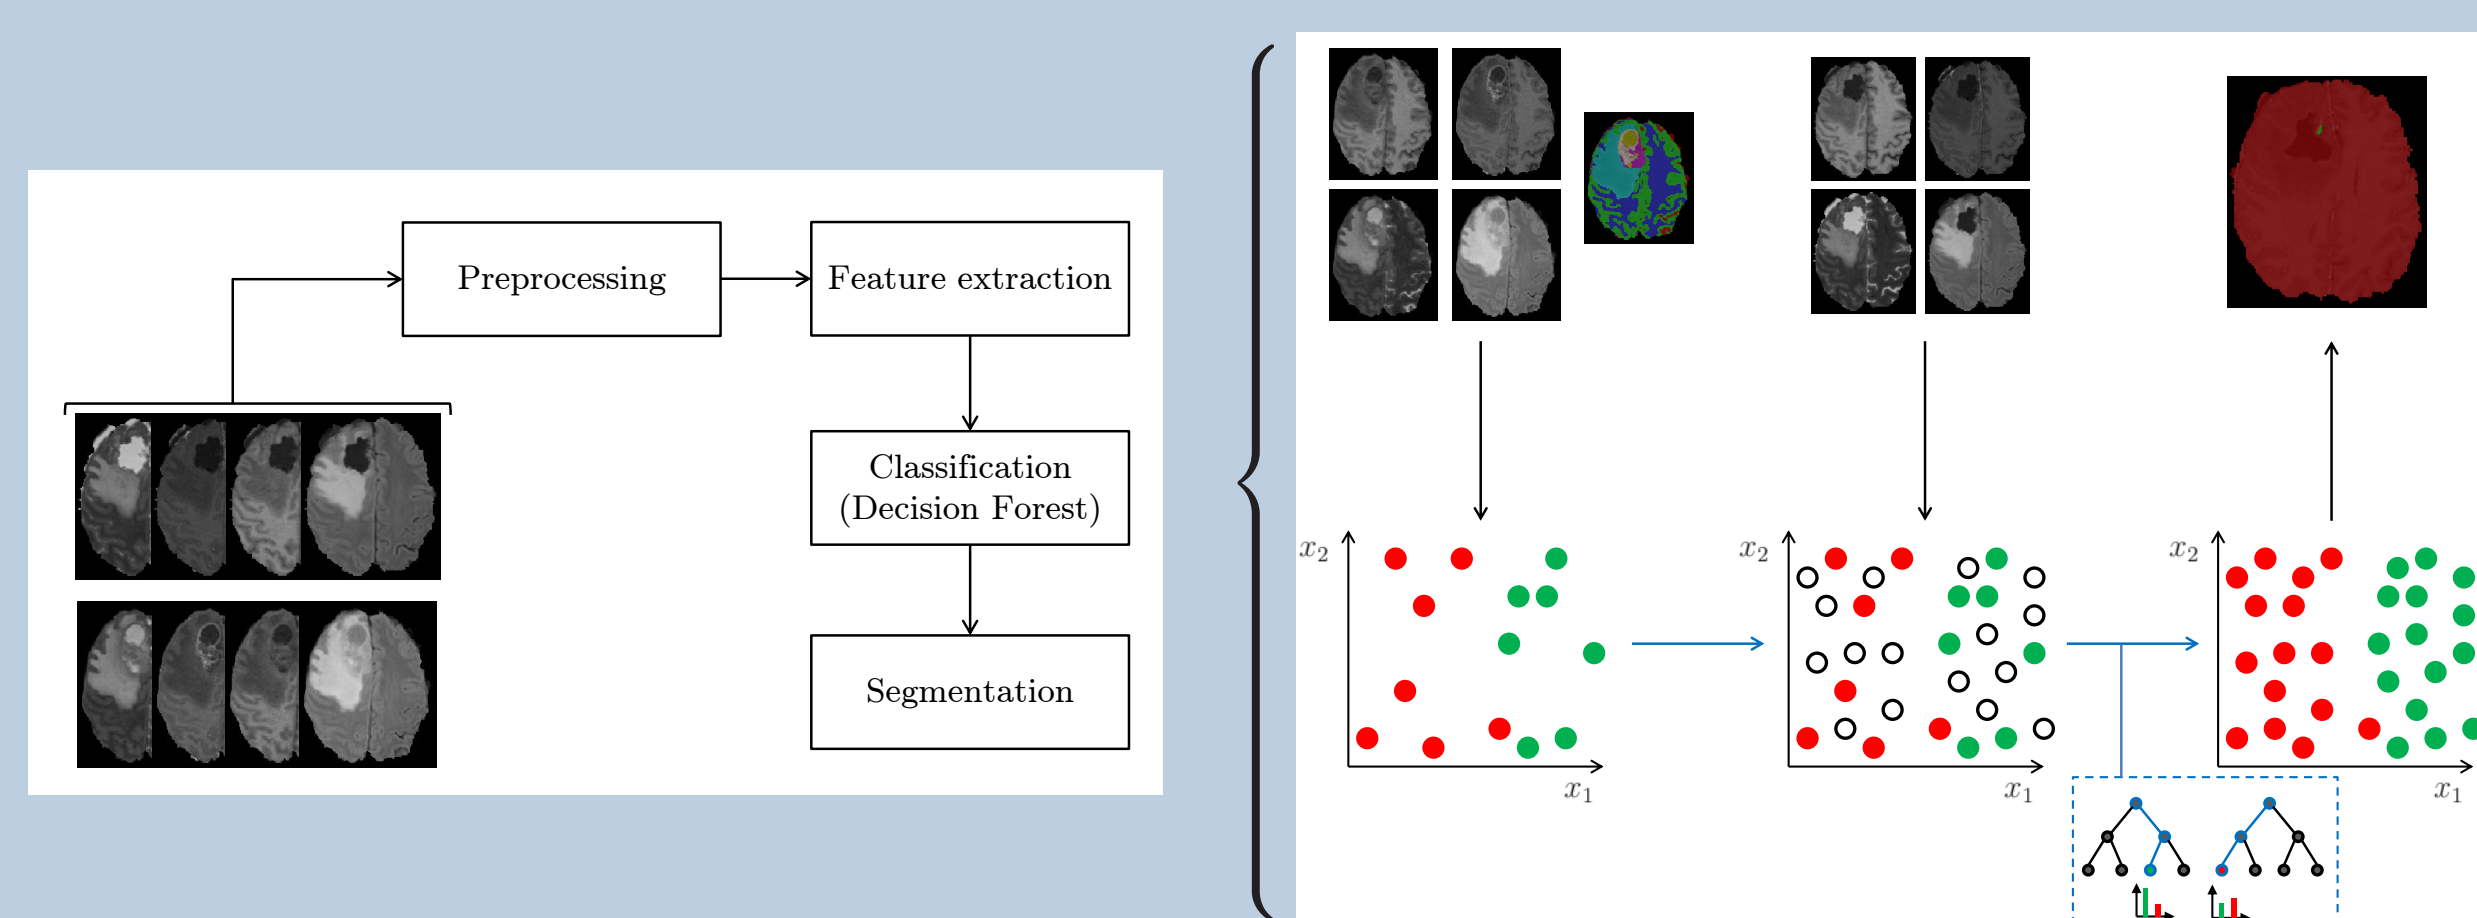 Preprocessing
Feature extraction
Classification
(Decision Forest)
Segmentation
x₂
x₁
x₂
x₁
x₂
x₁